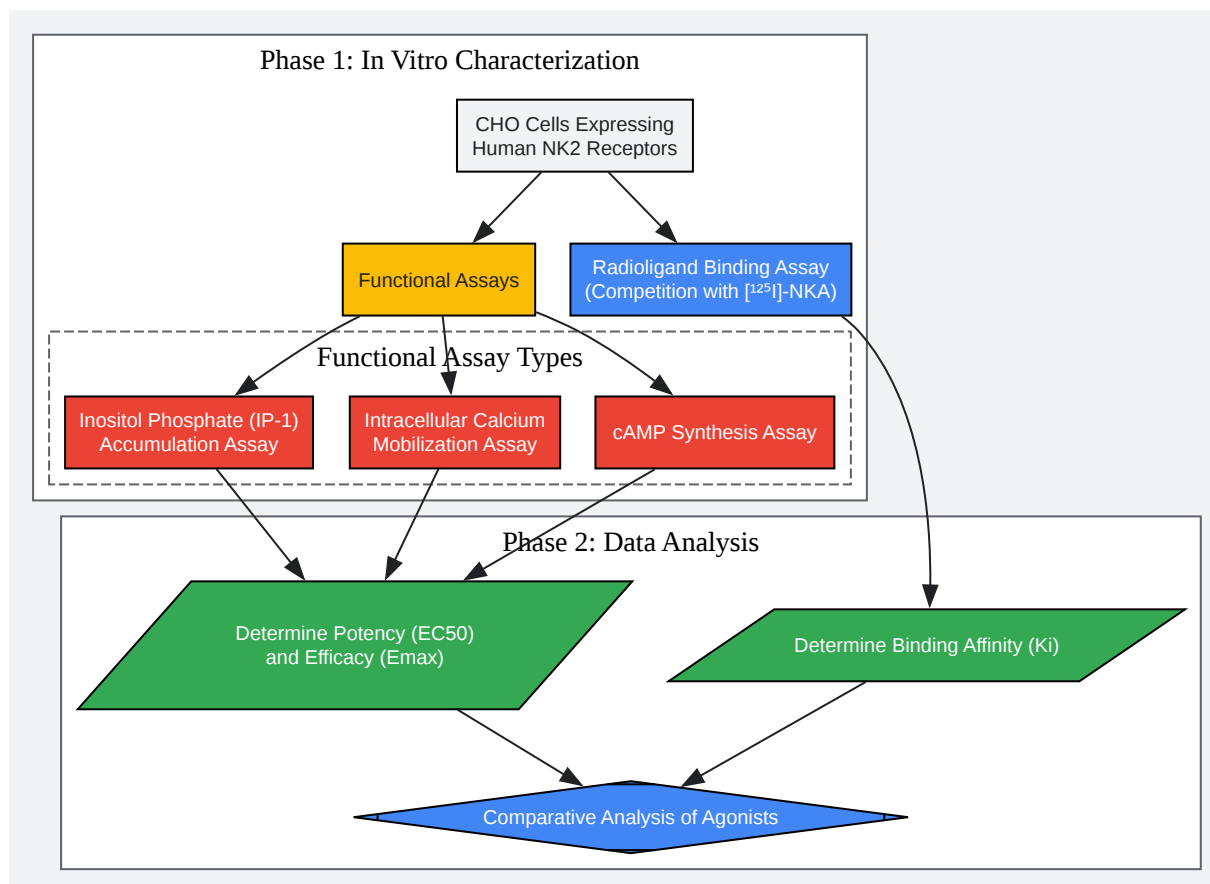 Phase 1: In Vitro Characterization
CHO Cells Expressing
Human NK2 Receptors
Functional Assays
Radioligand Binding Assay
(Competition with [¹²⁵I]-NKA)
Functional Assay Types
Inositol Phosphate (IP-1)
Accumulation Assay
Intracellular Calcium
Mobilization Assay
cAMP Synthesis Assay
Phase 2: Data Analysis
Determine Potency (EC50)
and Efficacy (Emax)
Determine Binding Affinity (Ki)
Comparative Analysis of Agonists